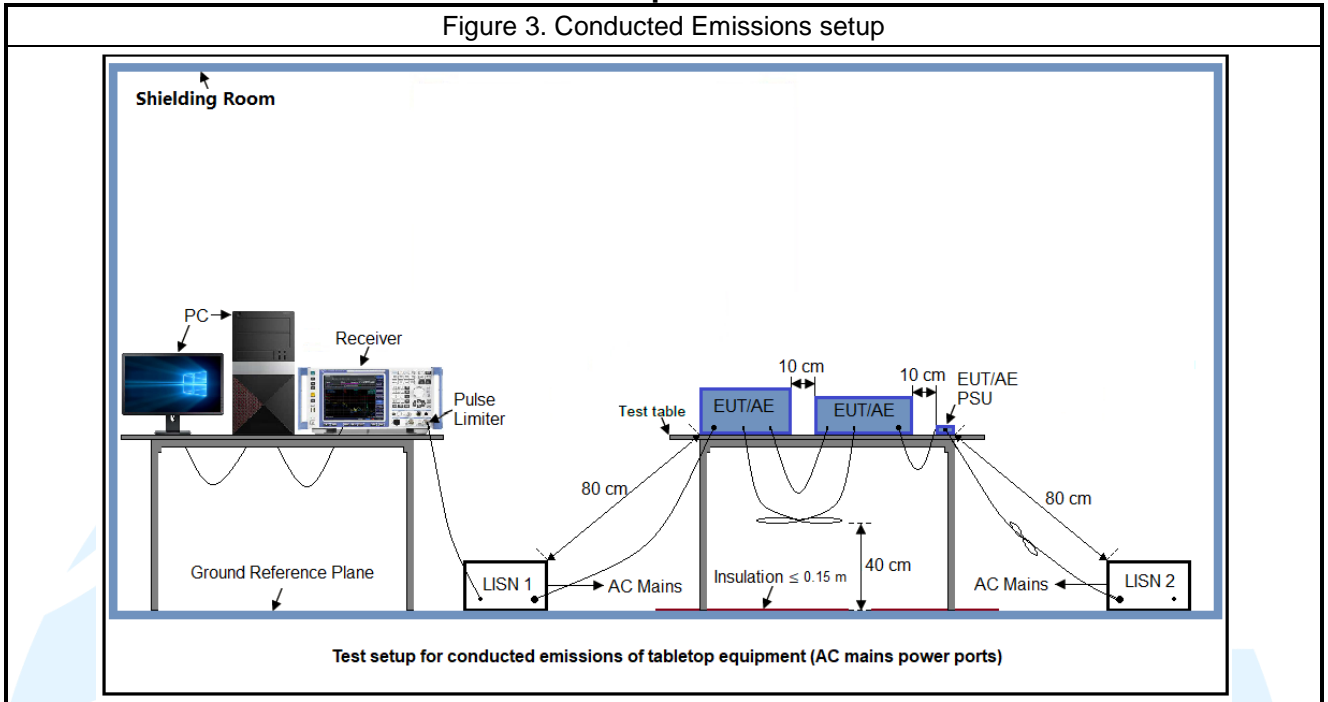 Figure 3. Conducted Emissions setup
Shielding Room
PC
Receiver
Pulse
Limiter
10 cm
10 cm
EUT/AE
PSU
Test table
EUT/AE
EUT/AE
80 cm
80 cm
Ground Reference Plane
LISN 1
AC Mains
Insulation ≤ 0.15 m
40 cm
AC Mains
LISN 2
Test setup for conducted emissions of tabletop equipment (AC mains power ports)